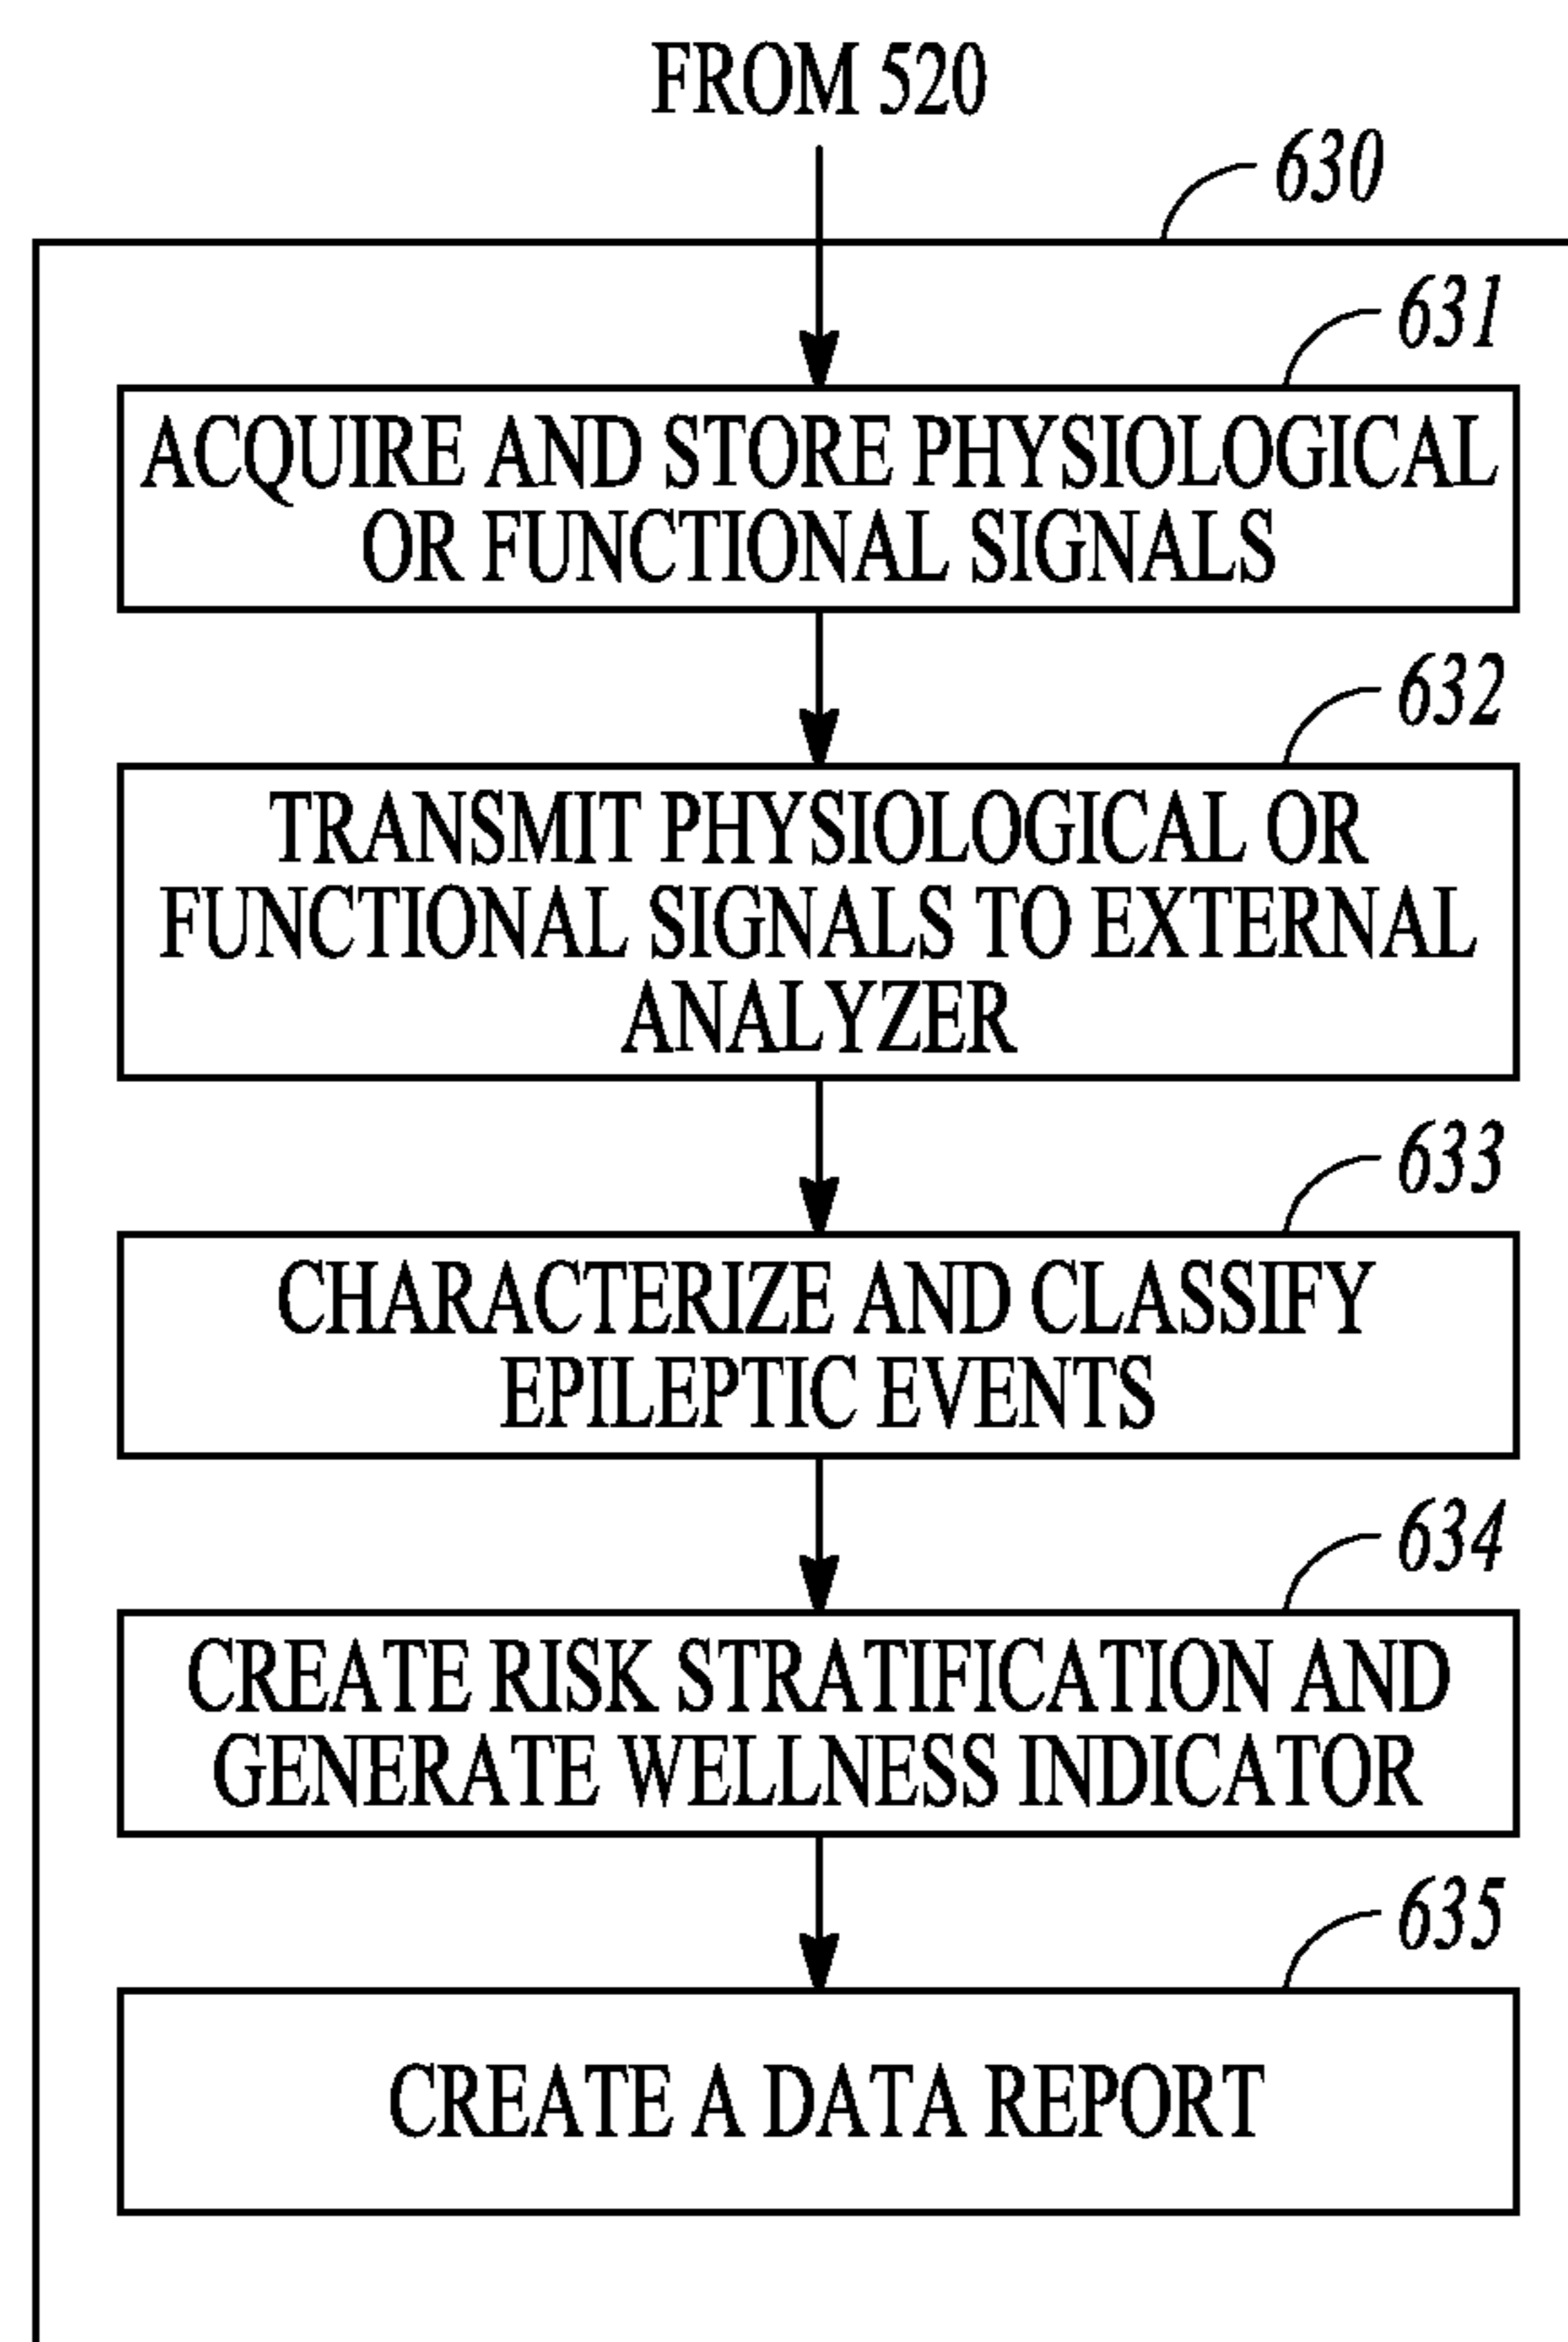 FROM 520
630
631
ACQUIRE AND STORE PHYSIOLOGICAL
OR FUNCTIONAL SIGNALS
632
TRANSMIT PHYSIOLOGICAL OR
FUNCTIONAL SIGNALS TO EXTERNAL
ANALYZER
633
CHARACTERIZE AND CLASSIFY
EPILEPTIC EVENTS
634
CREATE RISK STRATIFICATION AND
GENERATE WELLNESS INDICATOR
635
CREATE A DATA REPORT